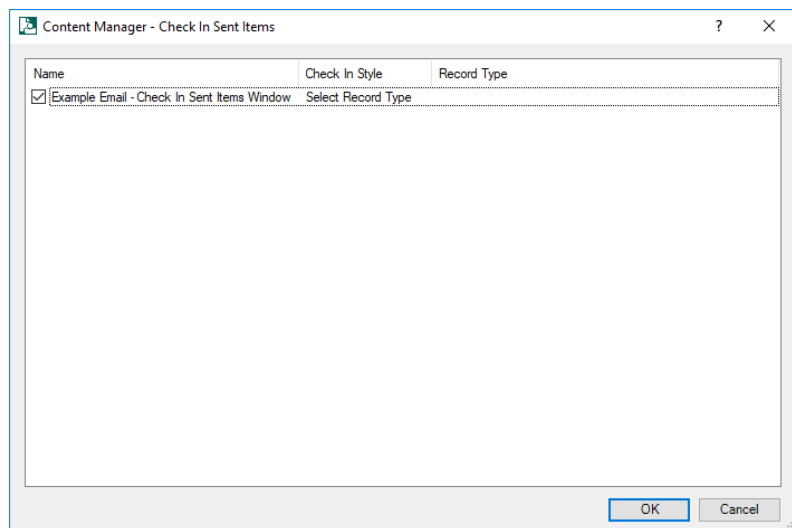 Content Manager - Check In Sent Items
? X
Name Check In Style Record Type
Example Email - Check In Sent Items Window Select Record Type
OK Cancel